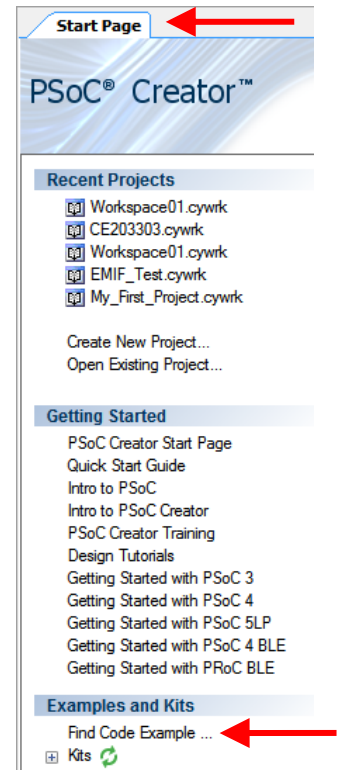 Start Page
PSoC® Creator™
Recent Projects
Workspace01.cywrk
CE203303.cywrk
Workspace01.cywrk
EMIF_Test.cywrk
My_First_Project.cywrk
Create New Project...
Open Existing Project...
Getting Started
PSoC Creator Start Page
Quick Start Guide
Intro to PSoC
Intro to PSoC Creator
PSoC Creator Training
Design Tutorials
Getting Started with PSoC 3
Getting Started with PSoC 4
Getting Started with PSoC 5LP
Getting Started with PSoC 4 BLE
Getting Started with PRoC BLE
Examples and Kits
Find Code Example ...
Kits